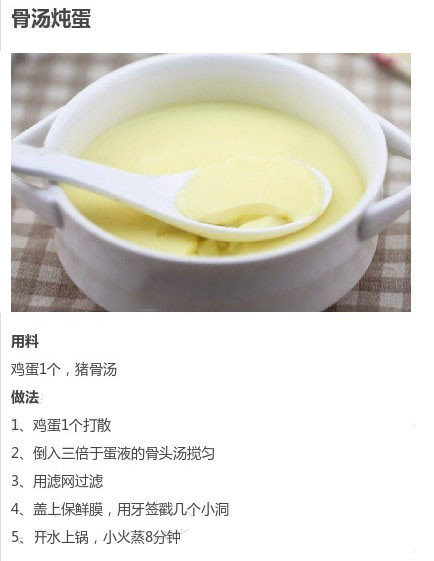 骨汤炖蛋
用料
鸡蛋1个，猪骨汤
做法
1、鸡蛋1个打散
2、倒入三倍于蛋液的骨头汤搅匀
3、用滤网过滤
4、盖上保鲜膜，用牙签戳几个小洞
5、开水上锅，小火蒸8分钟